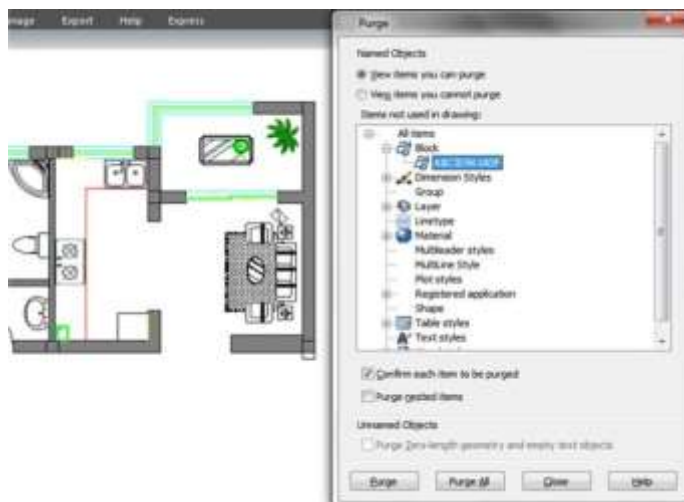 Export Help Express
Purge
Named Objects
View items you can purge
View items you cannot purge
Items not used in drawing:
All items
Block
Dimension Styles
Group
Layer
Linetype
Material
Multileader styles
MultiLine Style
Plot styles
Registered application
Shape
Table styles
Text styles
Confirm each item to be purged
Purge nested items
Unnamed Objects
Purge Zero-length geometry and empty text objects
Purge Purge All Close Help